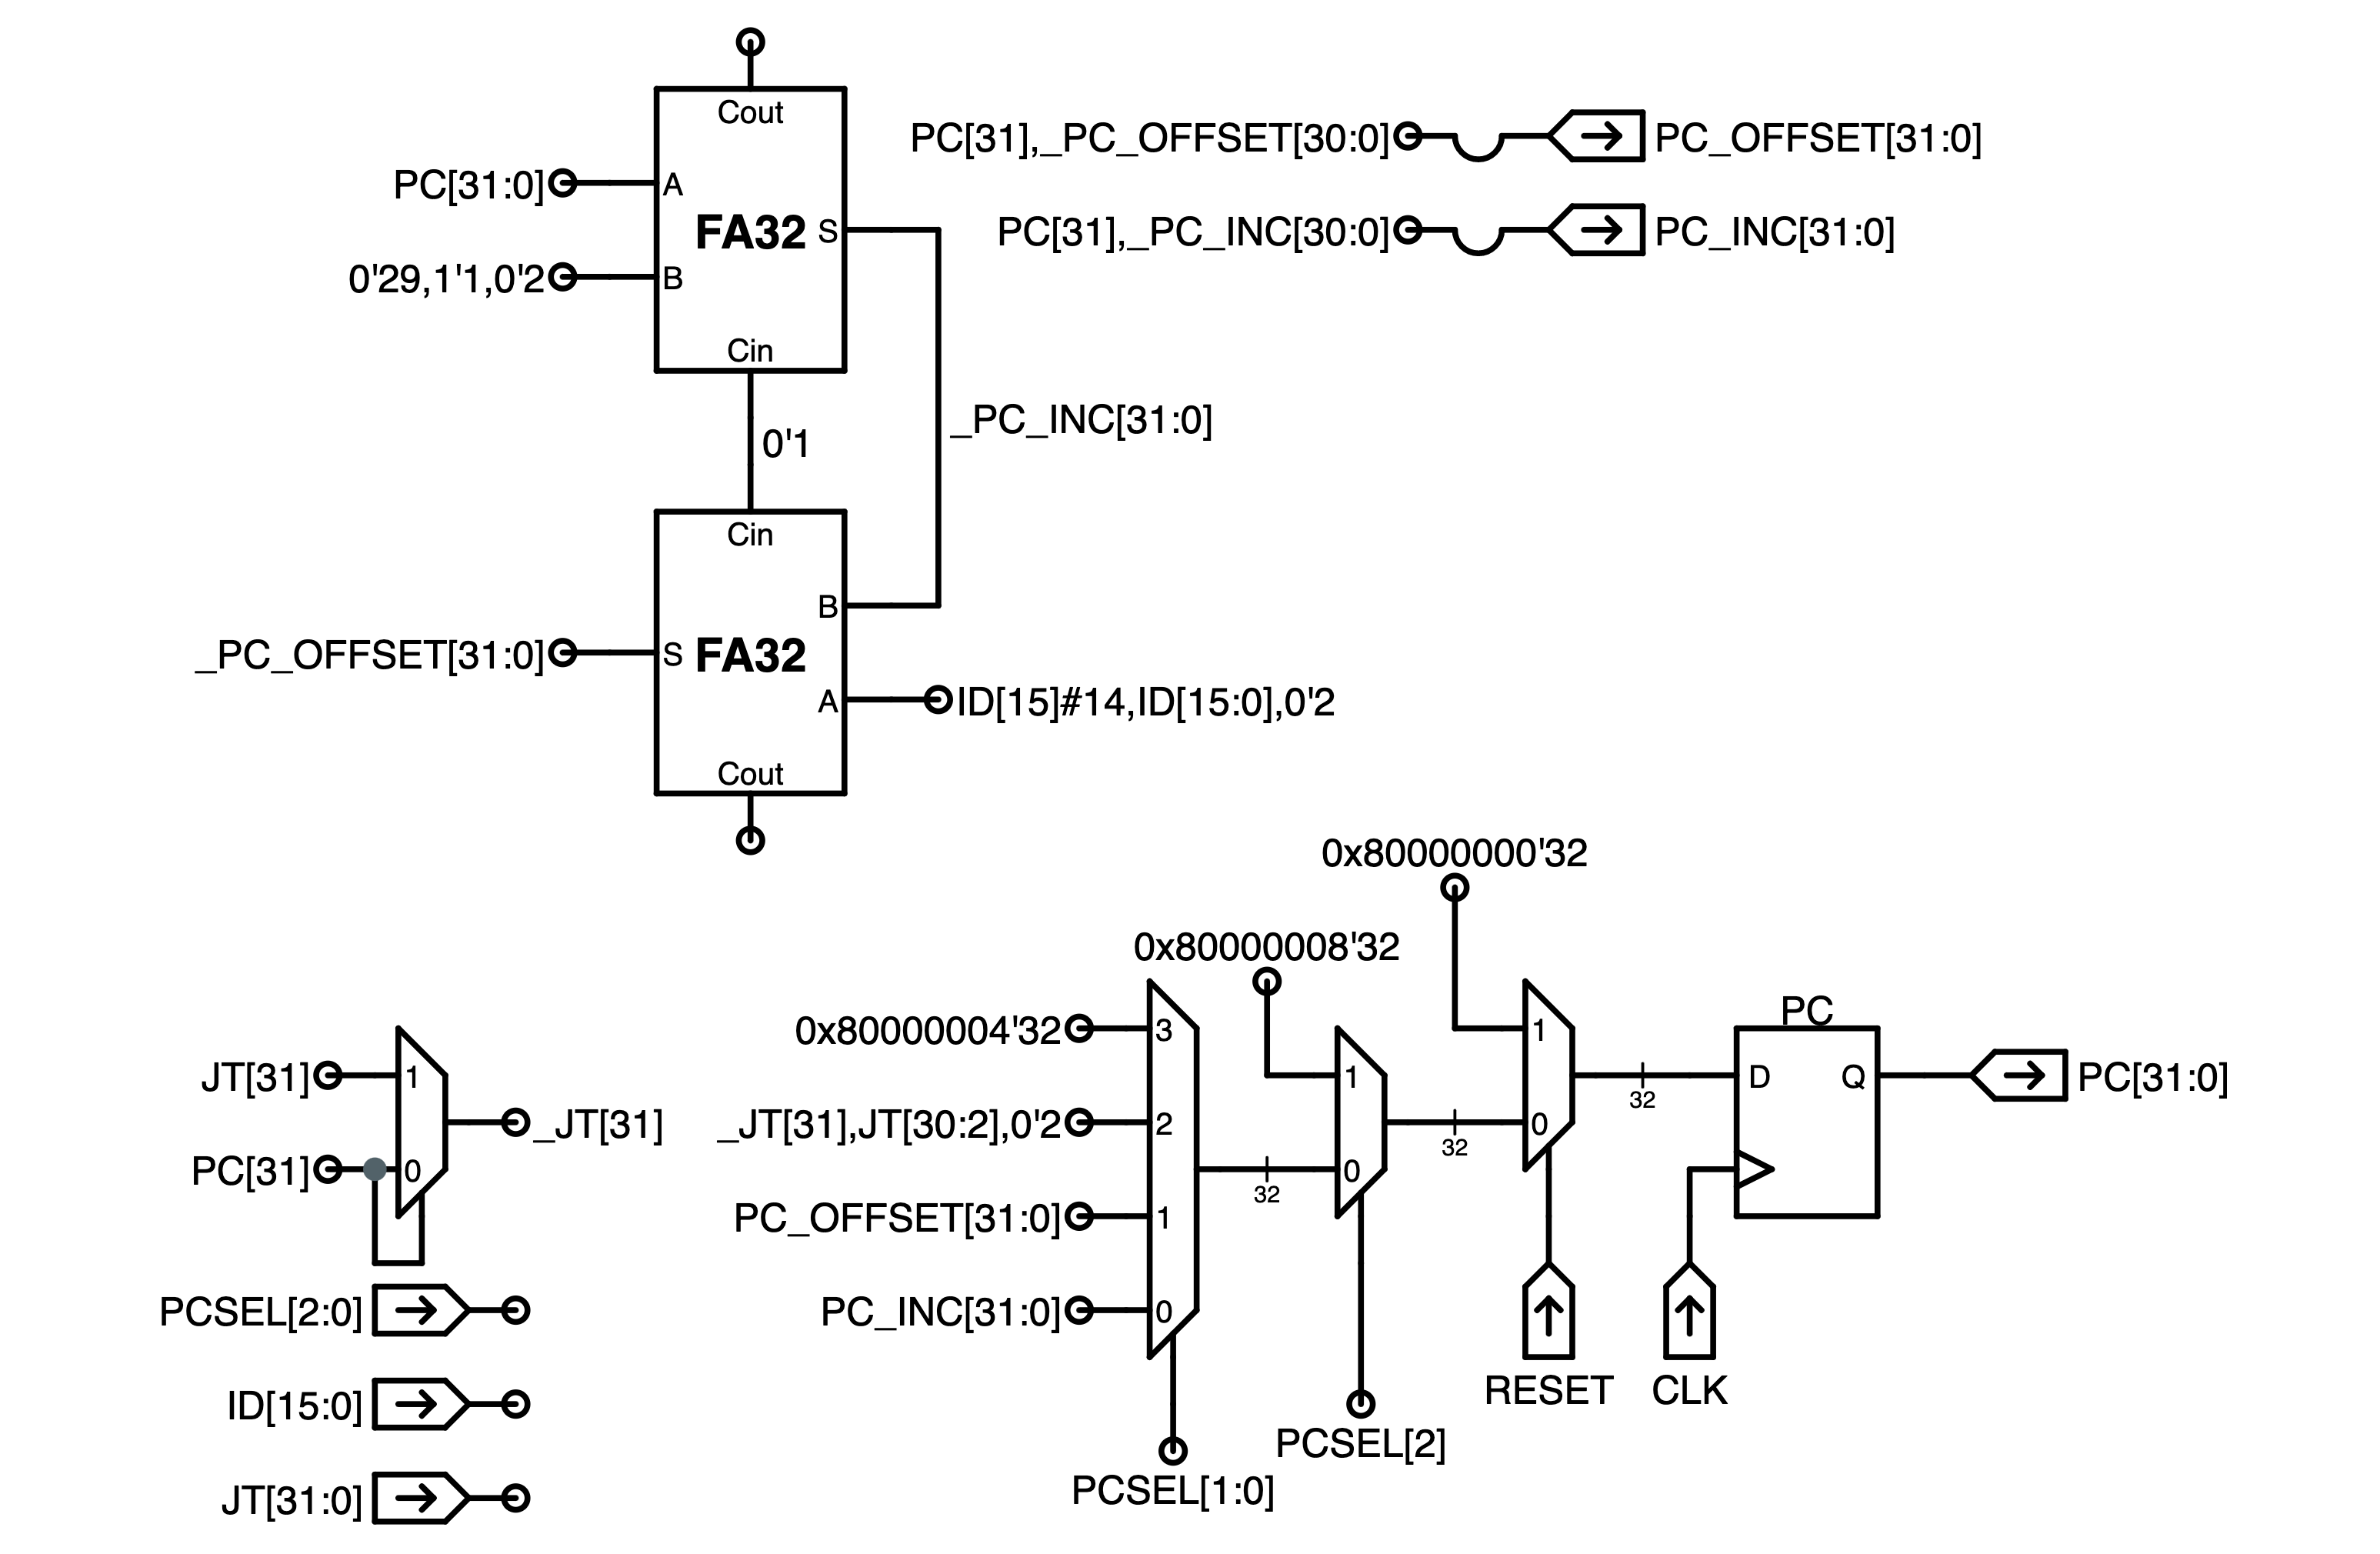 Cout
PC[31:0]
A
FA32
S
0'29,1'1,0'2
B
Cin
PC[31],_PC_OFFSET[30:0]
PC_OFFSET[31:0]
PC[31],_PC_INC[30:0]
PC_INC[31:0]
0'1
_PC_INC[31:0]
Cin
B
_PC_OFFSET[31:0]
S
FA32
A
ID[15]#14,ID[15:0],0'2
Cout
JT[31]
1
PC[31]
0
_JT[31]
PCSEL[2:0]
ID[15:0]
JT[31:0]
0x80000004'32
3
_JT[31],JT[30:2],0'2
2
PC_OFFSET[31:0]
1
PC_INC[31:0]
0
PCSEL[1:0]
32
0x80000008'32
1
0
PCSEL[2]
32
0x80000000'32
1
0
RESET
32
PC
D
Q
CLK
PC[31:0]